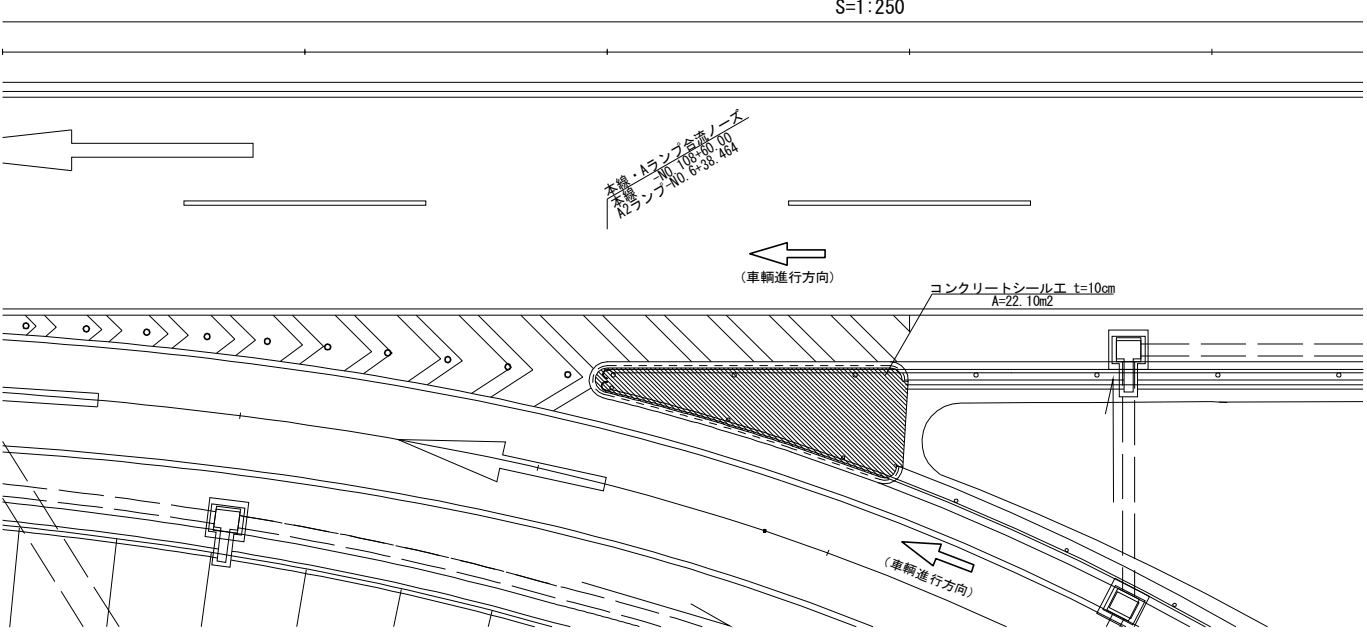 S=1:250
本線・Aランプ合流ノーズ
本線 -NO.108+60.00
A2ランプ-NO.6+38.464
(車輌進行方向)
コンクリートシール工 t=10cm
A=22.10m2
(車輌進行方向)